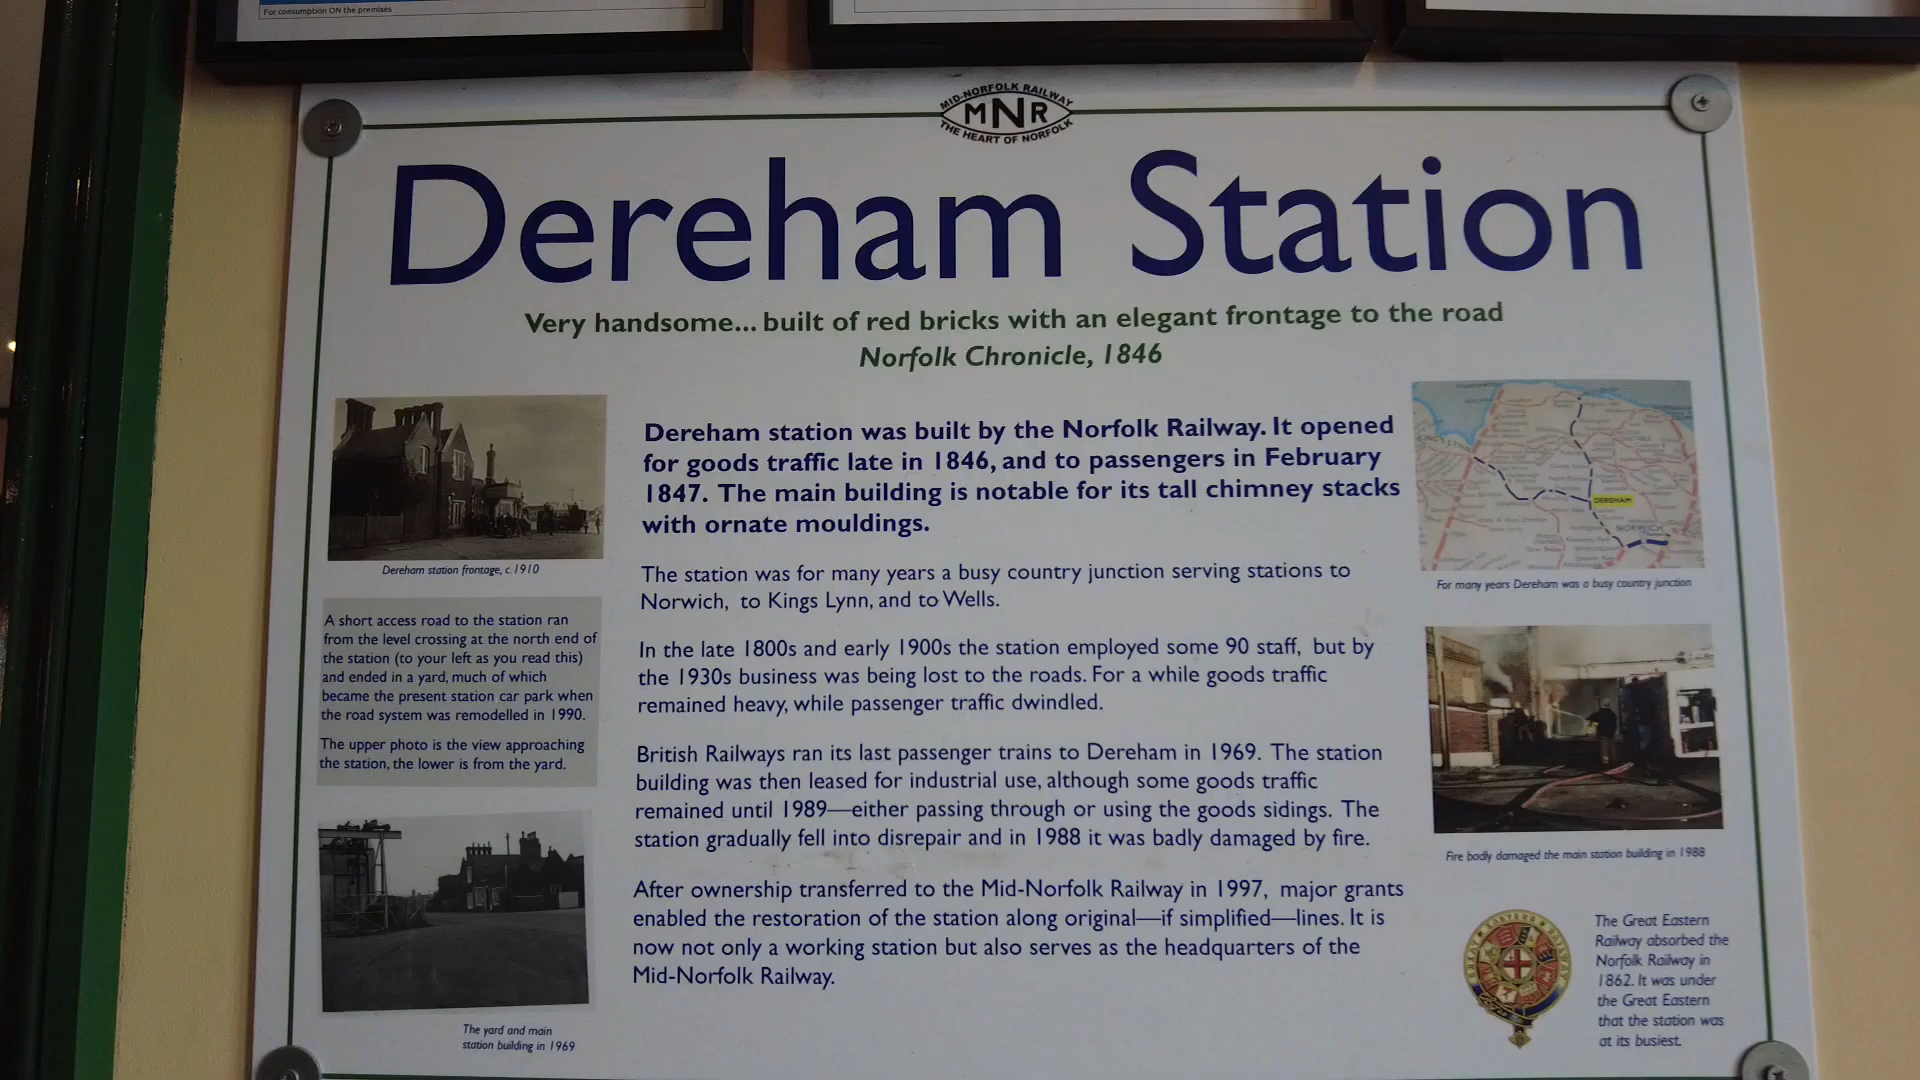 For consumption ON the premises
MID-NORFOLK RAILWAY
MNR
THE HEART OF NORFOLK
Dereham Station
Very handsome... built of red bricks with an elegant frontage to the road
Norfolk Chronicle, 1846
Dereham station frontage, c.1910
A short access road to the station ran
from the level crossing at the north end of
the station (to your left as you read this)
and ended in a yard, much of which
became the present station car park when
the road system was remodelled in 1990.
The upper photo is the view approaching
the station, the lower is from the yard.
The yard and main
station building in 1969
Dereham station was built by the Norfolk Railway. It opened
for goods traffic late in 1846, and to passengers in February
1847. The main building is notable for its tall chimney stacks
with ornate mouldings.
The station was for many years a busy country junction serving stations to
Norwich, to Kings Lynn, and to Wells.
In the late 1800s and early 1900s the station employed some 90 staff, but by
the 1930s business was being lost to the roads. For a while goods traffic
remained heavy, while passenger traffic dwindled.
British Railways ran its last passenger trains to Dereham in 1969. The station
building was then leased for industrial use, although some goods traffic
remained until 1989—either passing through or using the goods sidings. The
station gradually fell into disrepair and in 1988 it was badly damaged by fire.
After ownership transferred to the Mid-Norfolk Railway in 1997, major grants
enabled the restoration of the station along original—if simplified—lines. It is
now not only a working station but also serves as the headquarters of the
Mid-Norfolk Railway.
KING'S LYNN
DEREHAM
NORWICH
For many years Dereham was a busy country junction
Fire badly damaged the main station building in 1988
GREAT EASTERN RAILWAY
The Great Eastern
Railway absorbed the
Norfolk Railway in
1862. It was under
the Great Eastern
that the station was
at its busiest.